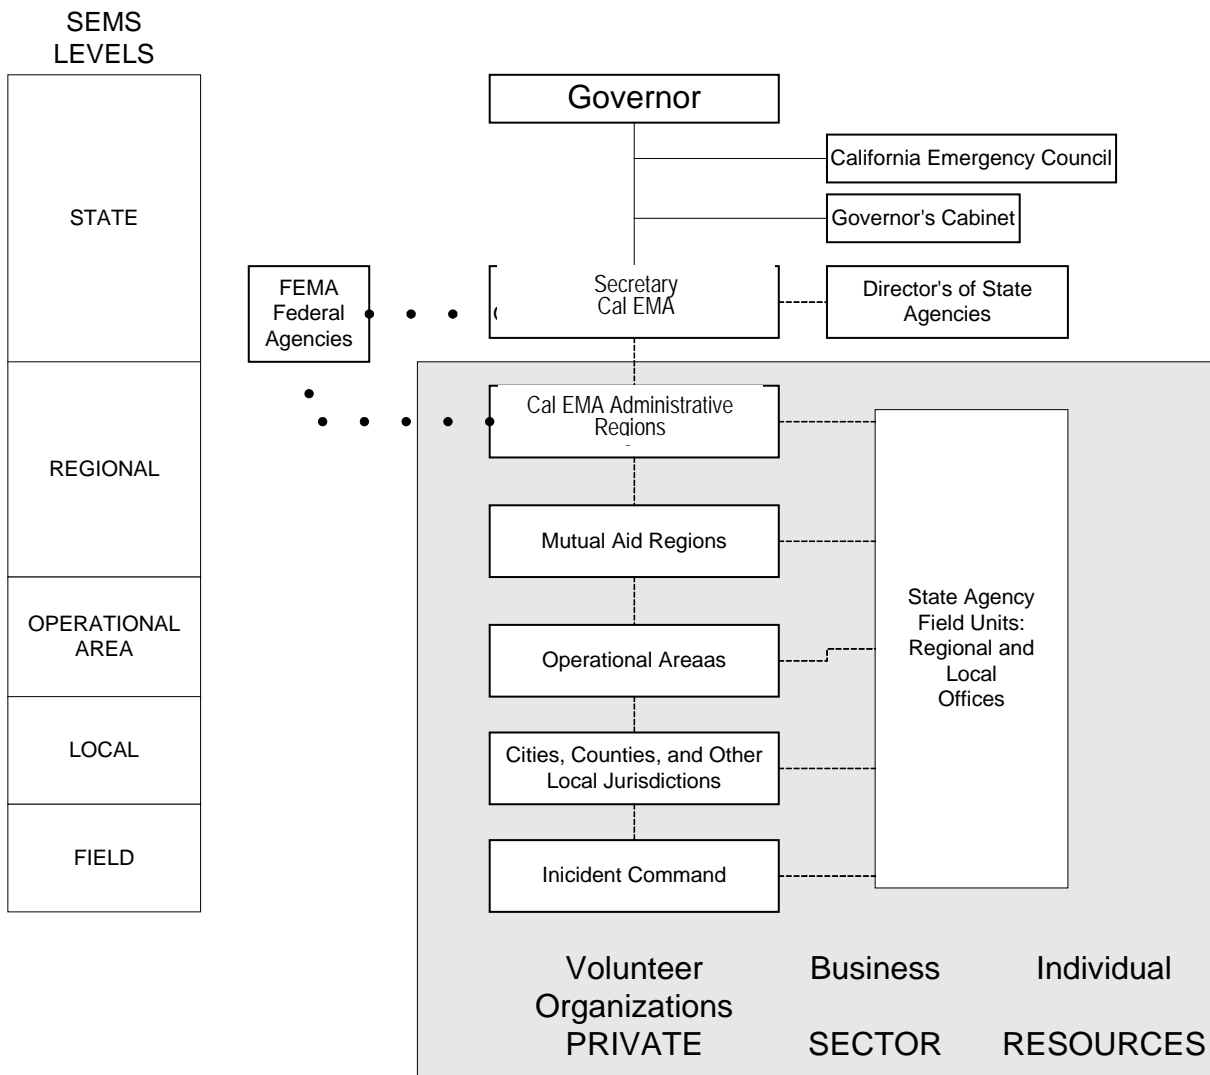 SEMS
LEVELS
Governor
California Emergency Council
STATE
Governor's Cabinet
FEMA
Federal
Agencies
Secretary
Cal EMA
Director's of State
Agencies
REGIONAL
Cal EMA Administrative
Regions
Mutual Aid Regions
OPERATIONAL
AREA
Operational Areaas
State Agency
Field Units:
Regional and
Local
Offices
LOCAL
Cities, Counties, and Other
Local Jurisdictions
FIELD
Inicident Command
Volunteer
Organizations
Business
Individual
PRIVATE SECTOR RESOURCES